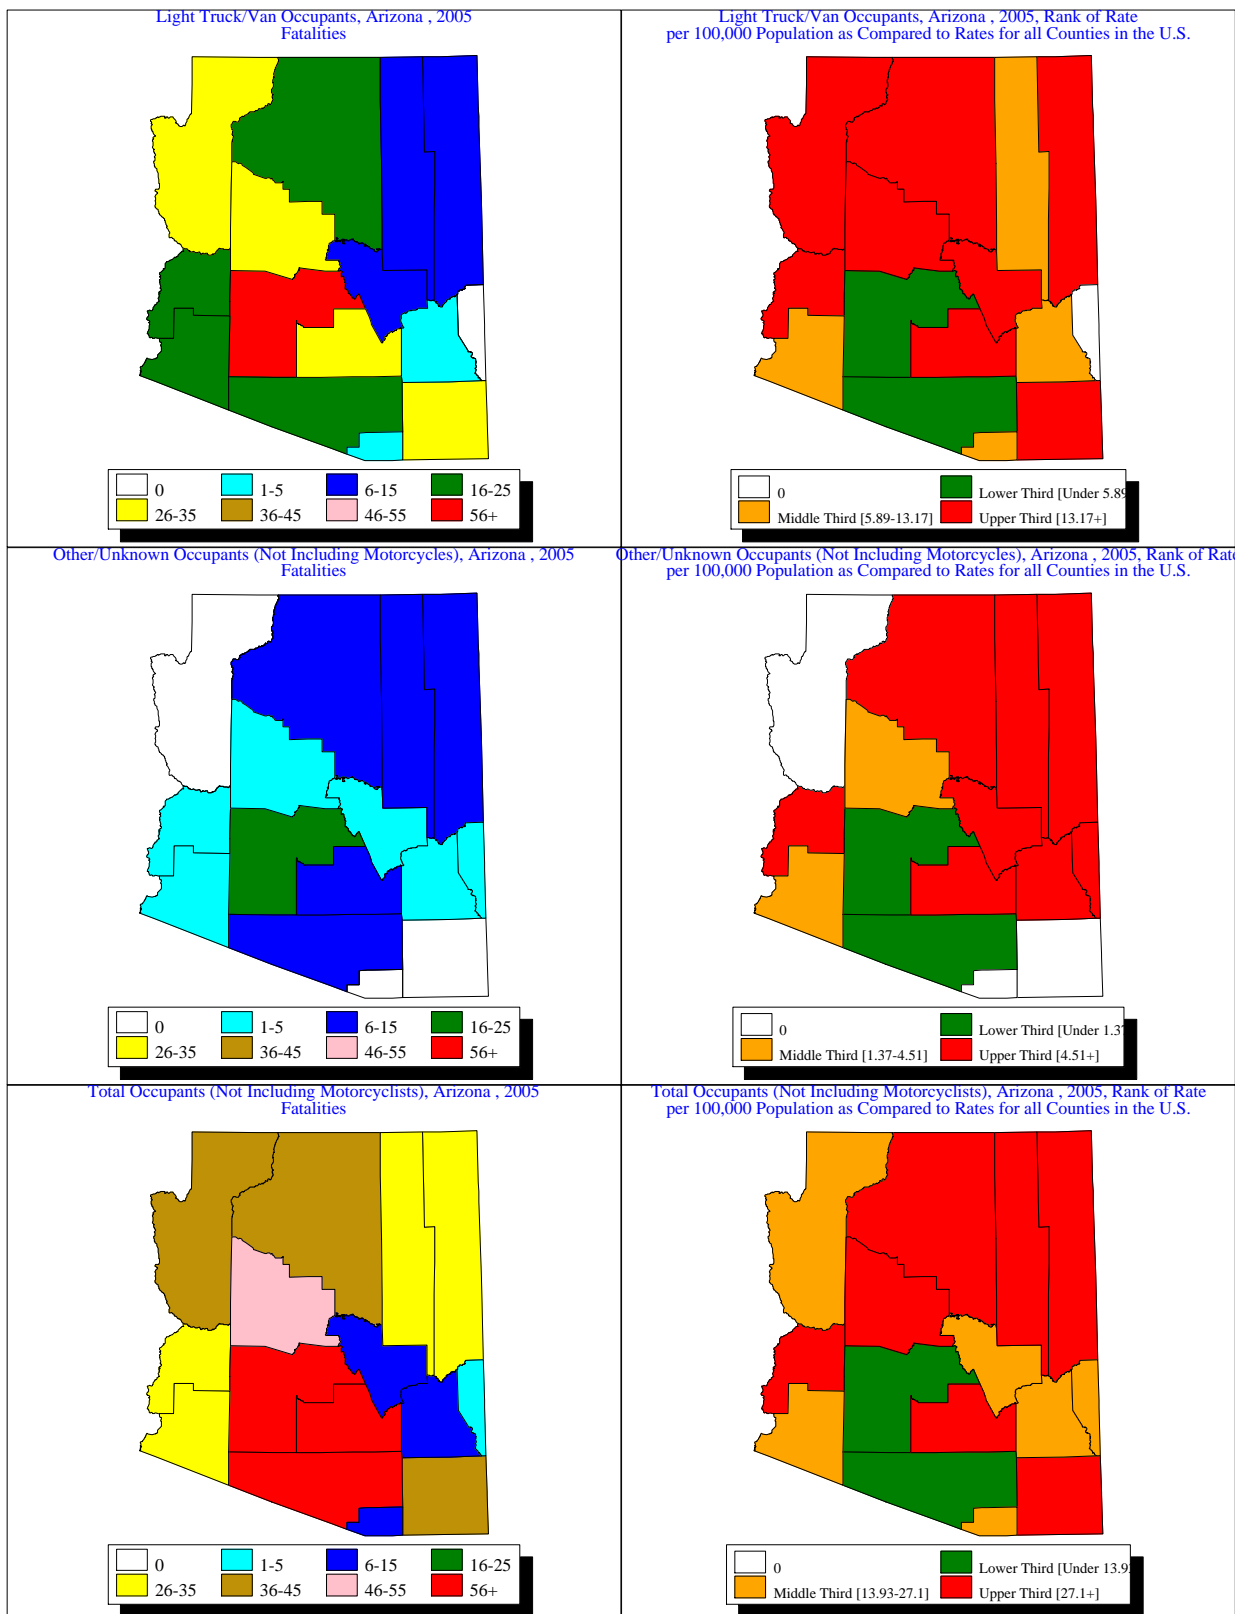 Light Truck/Van Occupants, Arizona , 2005
Fatalities
0
1-5
6-15
16-25
26-35
36-45
46-55
56+
Light Truck/Van Occupants, Arizona , 2005, Rank of Rate
per 100,000 Population as Compared to Rates for all Counties in the U.S.
0
Lower Third [Under 5.89
Middle Third [5.89-13.17]
Upper Third [13.17+]
Other/Unknown Occupants (Not Including Motorcycles), Arizona , 2005
Fatalities
0
1-5
6-15
16-25
26-35
36-45
46-55
56+
Other/Unknown Occupants (Not Including Motorcycles), Arizona , 2005, Rank of Rate
per 100,000 Population as Compared to Rates for all Counties in the U.S.
0
Lower Third [Under 1.37
Middle Third [1.37-4.51]
Upper Third [4.51+]
Total Occupants (Not Including Motorcyclists), Arizona , 2005
Fatalities
0
1-5
6-15
16-25
26-35
36-45
46-55
56+
Total Occupants (Not Including Motorcyclists), Arizona , 2005, Rank of Rate
per 100,000 Population as Compared to Rates for all Counties in the U.S.
0
Lower Third [Under 13.93
Middle Third [13.93-27.1]
Upper Third [27.1+]